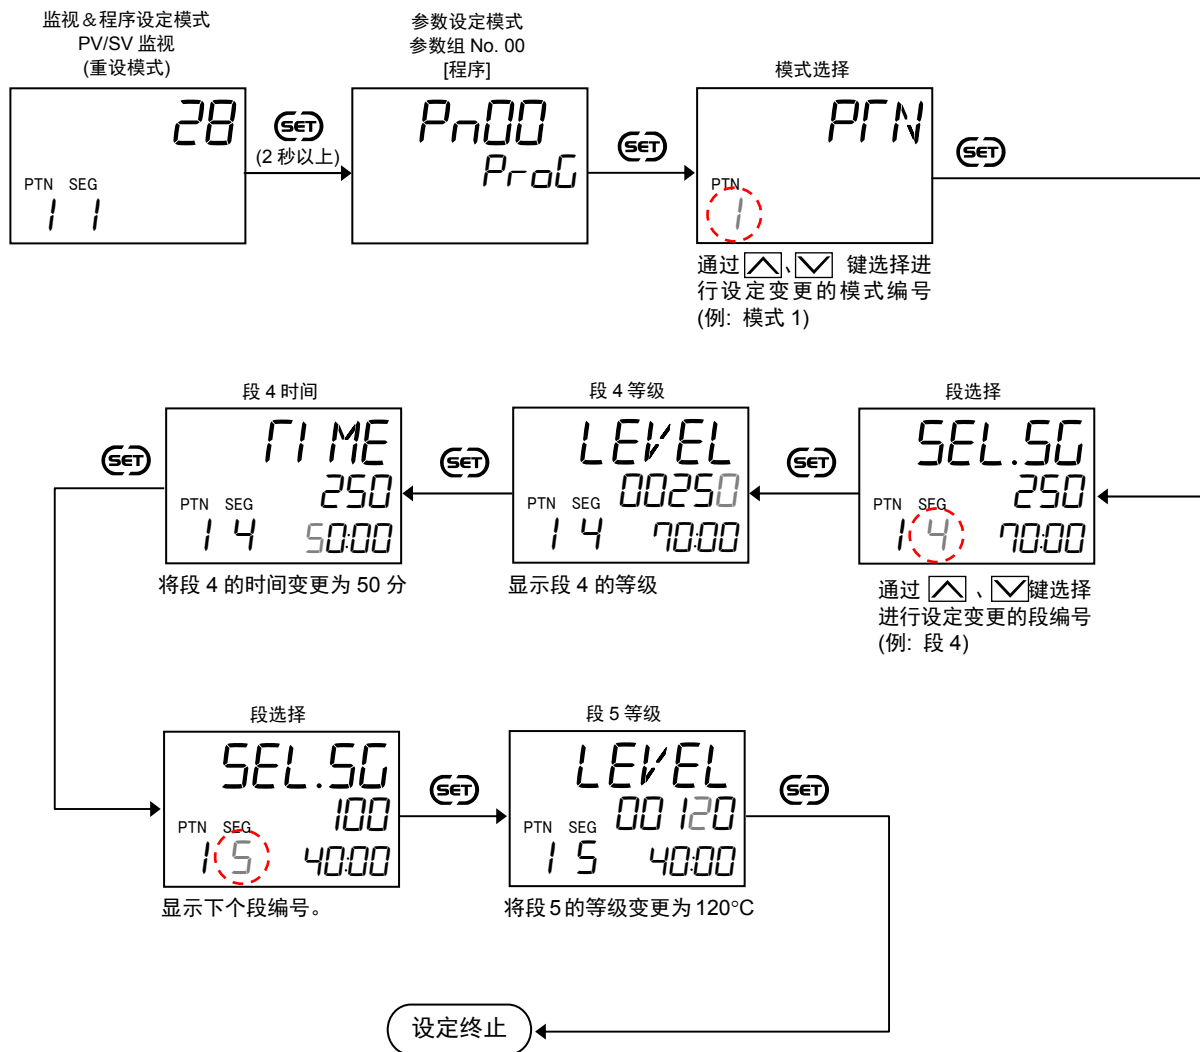 监视＆程序设定模式
PV/SV 监视
(重设模式)
28
PTN SEG
1 1
SET
(2 秒以上)
参数设定模式
参数组 No. 00
[程序]
Pn00
ProG
SET
模式选择
PTN
PTN
1
SET
通过 、 键选择进
行设定变更的模式编号
(例: 模式 1)
段选择
SEL.SG
250
PTN SEG
1 4 70:00
通过 、 键选择
进行设定变更的段编号
(例: 段 4)
SET
段 4 等级
LEVEL
00250
PTN SEG
1 4 70:00
显示段 4 的等级
SET
段 4 时间
TIME
250
PTN SEG
1 4 50:00
将段 4 的时间变更为 50 分
SET
段选择
SEL.SG
100
PTN SEG
1 5 40:00
显示下个段编号。
SET
段 5 等级
LEVEL
00120
PTN SEG
1 5 40:00
将段 5 的等级变更为 120°C
SET
设定终止